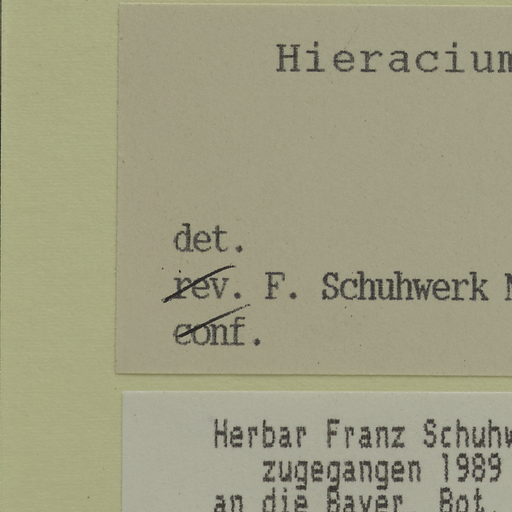 Hieracium
det.
rev. F. Schuhwerk
conf.
Herbar Franz Schuhw
zugegangen 1989
an die Bayer. Bot.